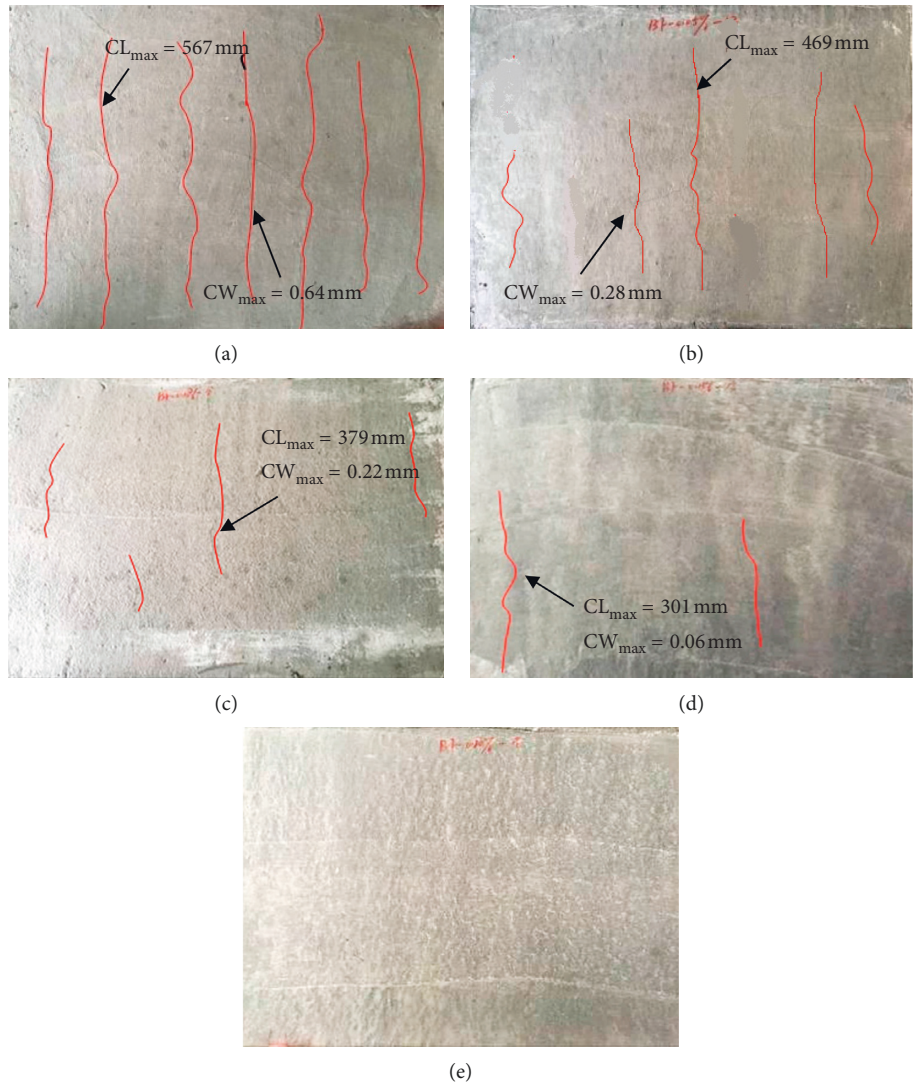 CLmax = 567 mm
CWmax = 0.64 mm
(a)
CLmax = 469 mm
CWmax = 0.28 mm
(b)
CLmax = 379 mm
CWmax = 0.22 mm
(c)
CLmax = 301 mm
CWmax = 0.06 mm
(d)
(e)